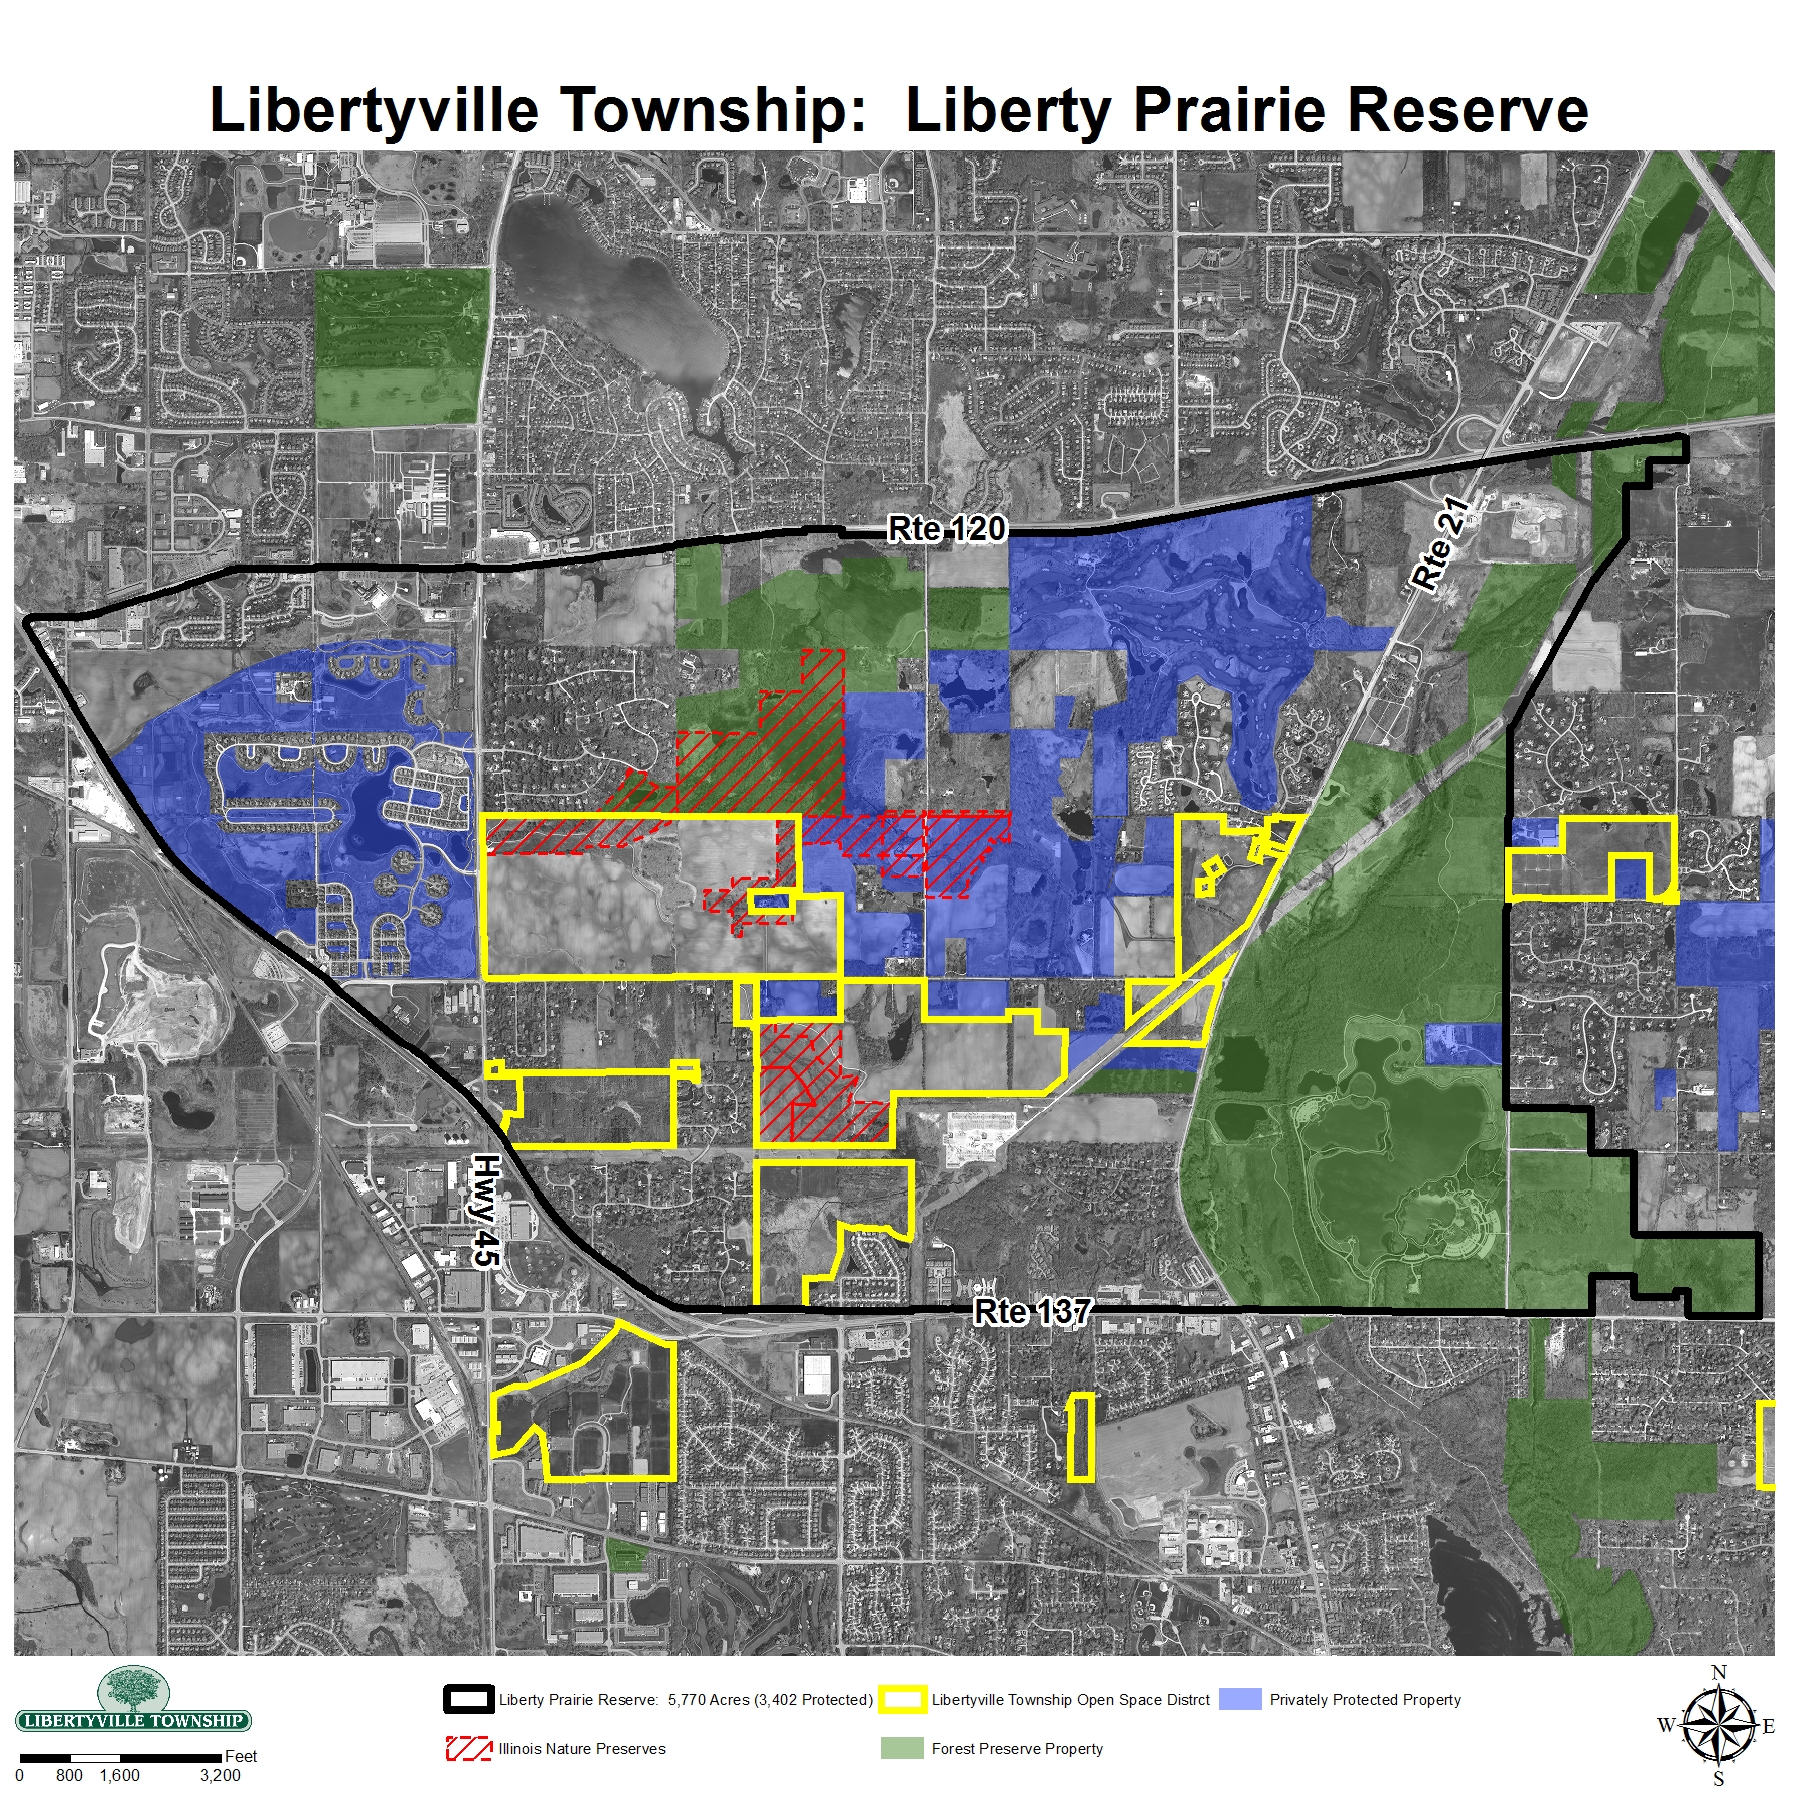 Libertyville Township:  Liberty Prairie Reserve
Rte 120
Rte 21
Hwy 45
Rte 137
LIBERTYVILLE TOWNSHIP
Liberty Prairie Reserve:  5,770 Acres (3,402 Protected)
Libertyville Township Open Space Distrct
Privately Protected Property
Illinois Nature Preserves
Forest Preserve Property
Feet
0 800 1,600 3,200
N
W E
S